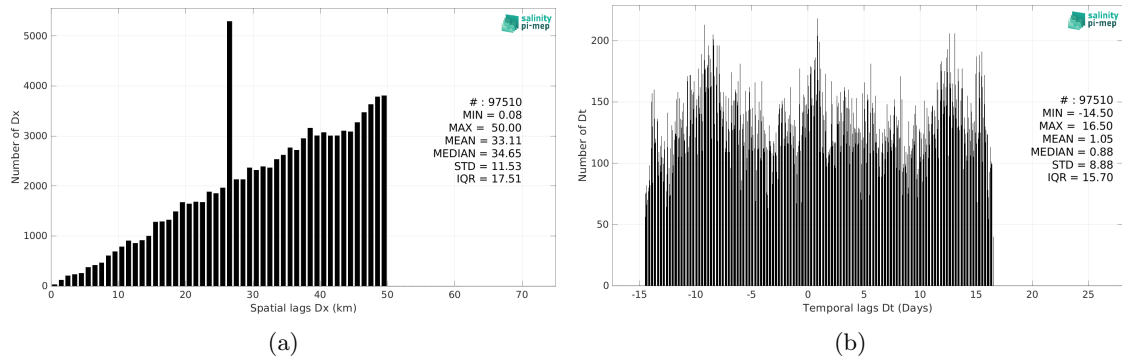 salinity
pi-mep
5000
4000
3000
2000
1000
0
Number of Dx
# : 97510
MIN = 0.08
MAX = 50.00
MEAN = 33.11
MEDIAN = 34.65
STD = 11.53
IQR = 17.51
0 10 20 30 40 50 60 70
Spatial lags Dx (km)
(a)
salinity
pi-mep
200
150
100
50
0
Number of Dt
# : 97510
MIN = -14.50
MAX = 16.50
MEAN = 1.05
MEDIAN = 0.88
STD = 8.88
IQR = 15.70
-15 -10 -5 0 5 10 15 20 25
Temporal lags Dt (Days)
(b)